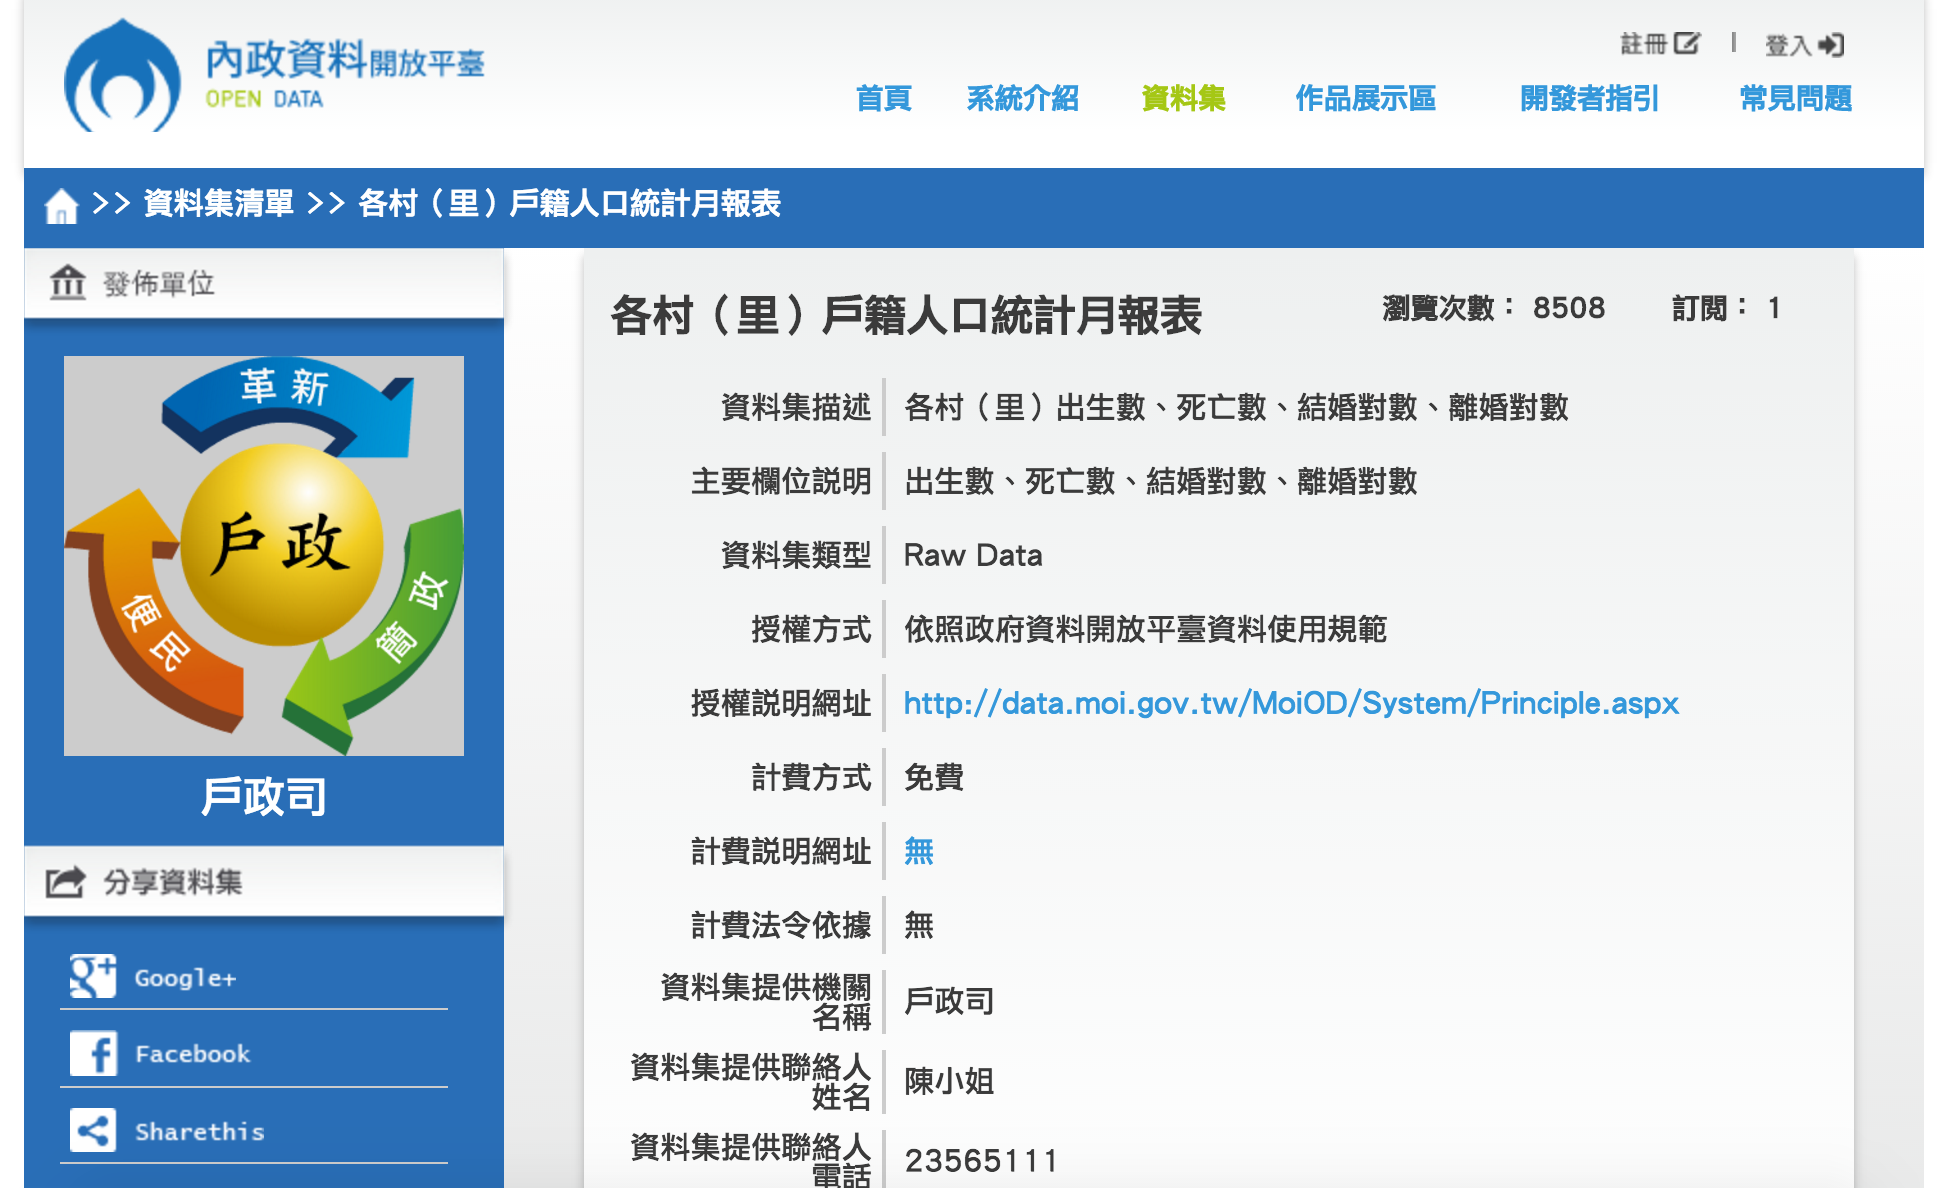 內政資料開放平臺
OPEN DATA
註冊 | 登入
首頁 系統介紹 資料集 作品展示區 開發者指引 常見問題
>> 資料集清單 >> 各村（里）戶籍人口統計月報表
發佈單位
革新
戶政
便民
簡政
戶政司
分享資料集
Google+
Facebook
Sharethis
各村（里）戶籍人口統計月報表 瀏覽次數： 8508 訂閱： 1
資料集描述 各村（里）出生數、死亡數、結婚對數、離婚對數
主要欄位說明 出生數、死亡數、結婚對數、離婚對數
資料集類型 Raw Data
授權方式 依照政府資料開放平臺資料使用規範
授權說明網址 http://data.moi.gov.tw/MoiOD/System/Principle.aspx
計費方式 免費
計費說明網址 無
計費法令依據 無
資料集提供機關
名稱 戶政司
資料集提供聯絡人
姓名 陳小姐
資料集提供聯絡人
電話 23565111